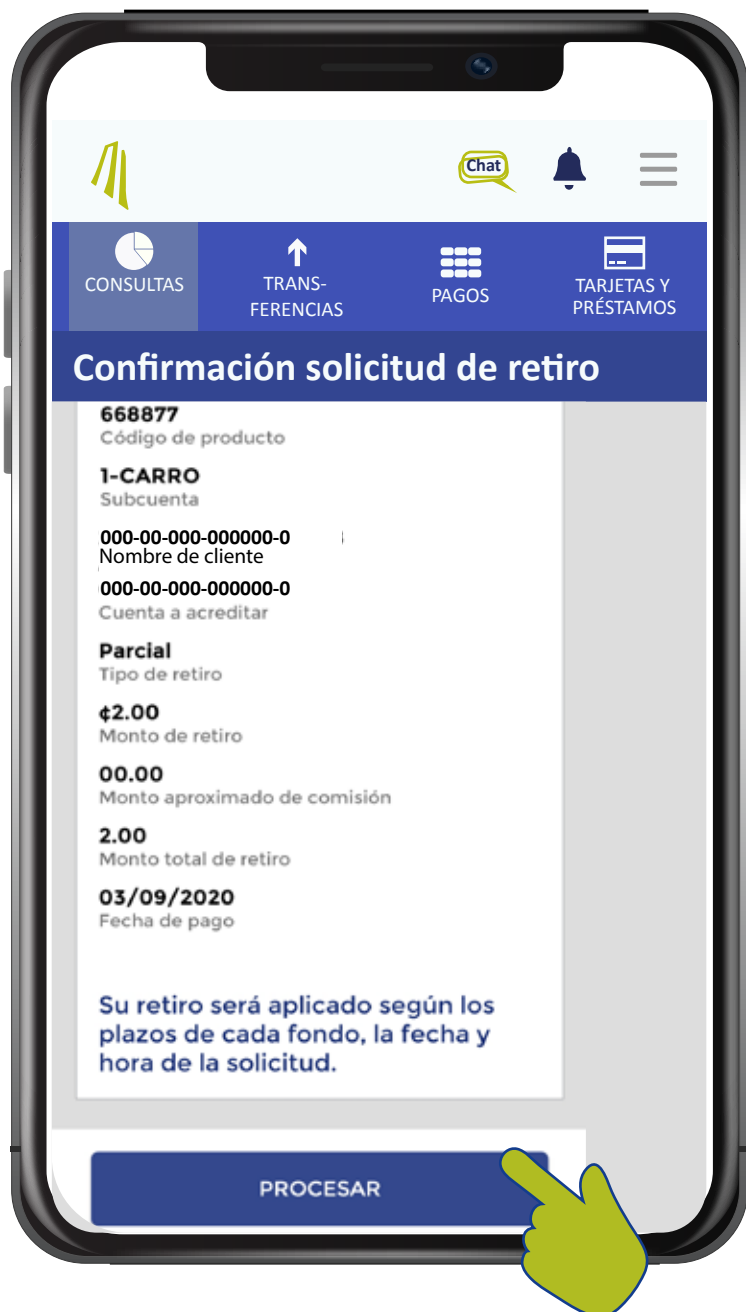 Chat
CONSULTAS
TRANS-
FERENCIAS
PAGOS
TARJETAS Y
PRÉSTAMOS
Confirmación solicitud de retiro
668877
Código de producto
1-CARRO
Subcuenta
000-00-000-000000-0
Nombre de cliente
000-00-000-000000-0
Cuenta a acreditar
Parcial
Tipo de retiro
¢2.00
Monto de retiro
00.00
Monto aproximado de comisión
2.00
Monto total de retiro
03/09/2020
Fecha de pago
Su retiro será aplicado según los
plazos de cada fondo, la fecha y
hora de la solicitud.
PROCESAR